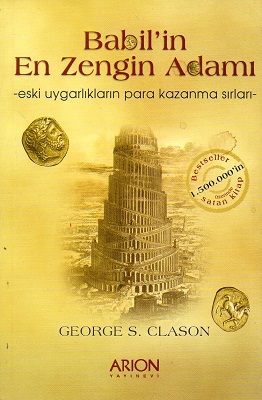 Babil'in
En Zengin Adamı
-eski uygarlıkların para kazanma sırları-
Bestseller
1.500.000'in
üzerinde
satan kitap
GEORGE S. CLASON
ARION
YAYINEVİ